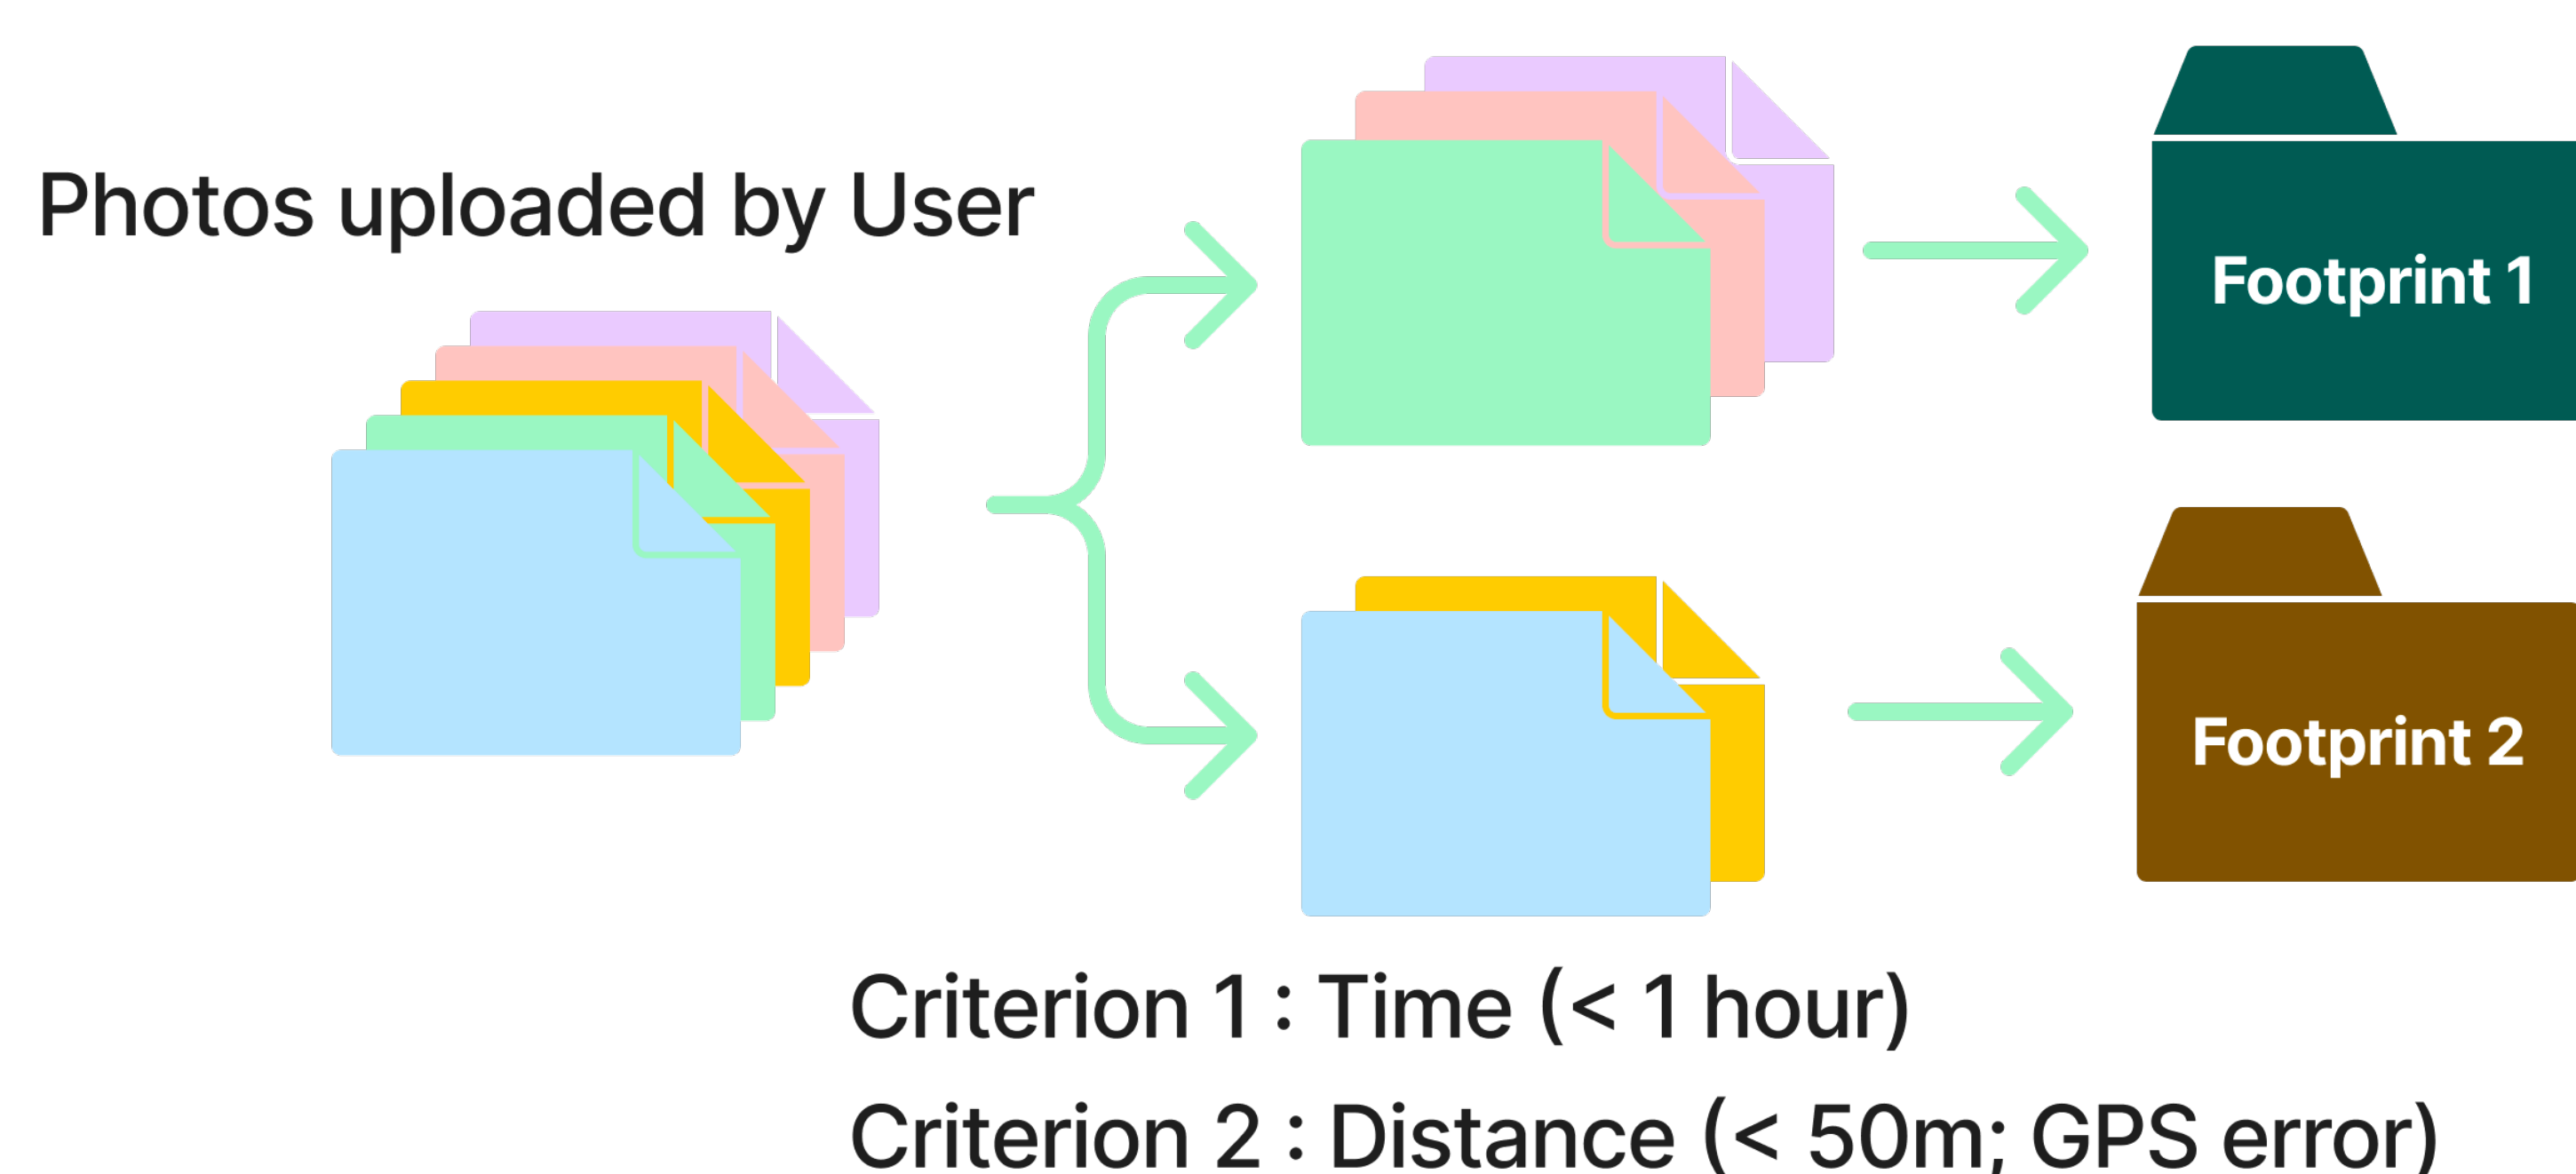 Photos uploaded by User
Footprint 1
Footprint 2
Criterion 1 : Time (< 1 hour)
Criterion 2 : Distance (< 50m; GPS error)